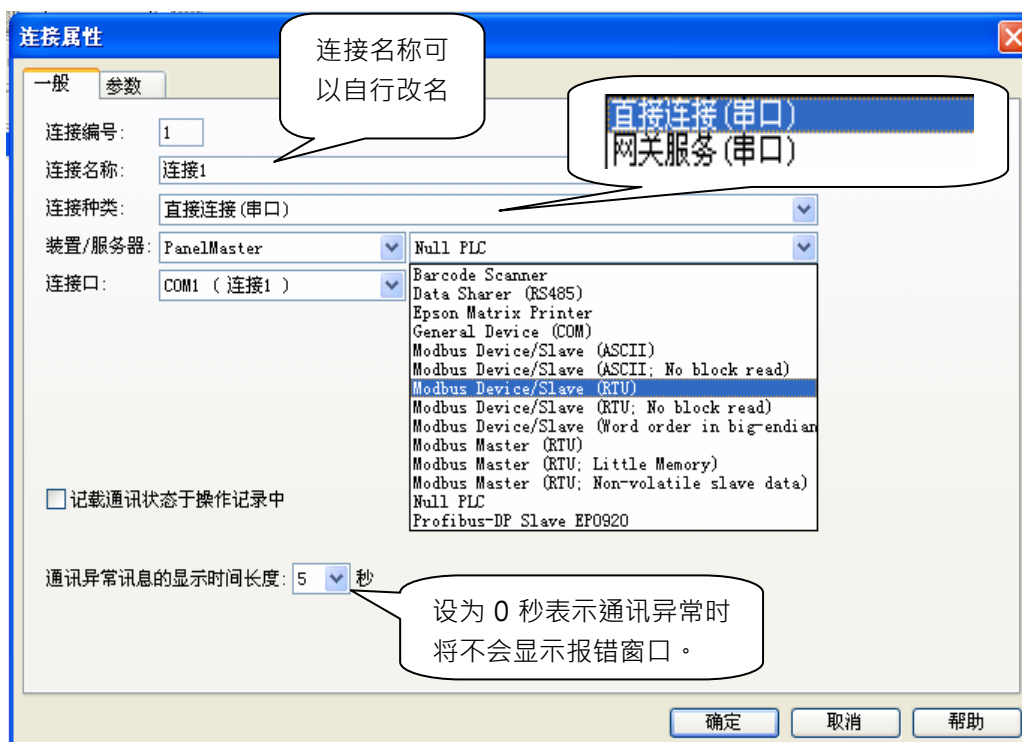 连接属性
连接名称可
以自行改名
一般
参数
直接连接(串口)
网关服务(串口)
连接编号: 1
连接名称: 连接1
连接种类: 直接连接(串口)
装置/服务器: PanelMaster Null PLC
连接口: COM1 ( 连接1 )
Barcode Scanner
Data Sharer (RS485)
Epson Matrix Printer
General Device (COM)
Modbus Device/Slave (ASCII)
Modbus Device/Slave (ASCII; No block read)
Modbus Device/Slave (RTU)
Modbus Device/Slave (RTU; No block read)
Modbus Device/Slave (Word order in big-endian
Modbus Master (RTU)
Modbus Master (RTU; Little Memory)
Modbus Master (RTU; Non-volatile slave data)
Null PLC
Profibus-DP Slave EP0920
记载通讯状态于操作记录中
通讯异常讯息的显示时间长度: 5 秒
设为 0 秒表示通讯异常时
将不会显示报错窗口。
确定 取消 帮助